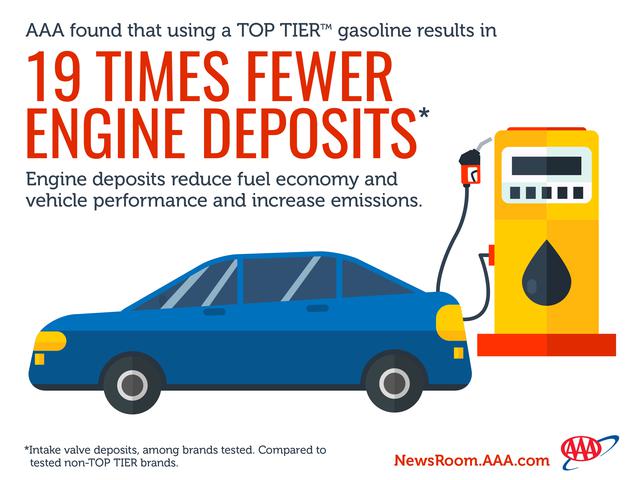 AAA found that using a TOP TIER™ gasoline results in
19 TIMES FEWER
ENGINE DEPOSITS*
Engine deposits reduce fuel economy and
vehicle performance and increase emissions.
*Intake valve deposits, among brands tested. Compared to
tested non-TOP TIER brands.
NewsRoom.AAA.com
AAA